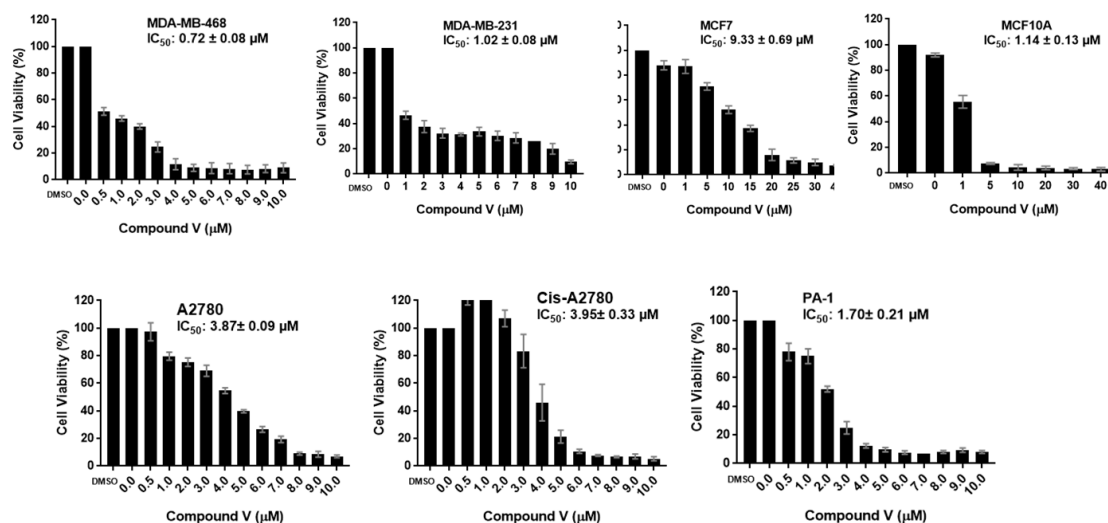 MDA-MB-468
IC50: 0.72 ± 0.08 µM
Cell Viability (%)
120
100
80
60
40
20
0
DMSO 0.0 0.5 1.0 2.0 3.0 4.0 5.0 6.0 7.0 8.0 9.0 10.0
Compound V (µM)
MDA-MB-231
IC50: 1.02 ± 0.08 µM
Cell Viability (%)
120
100
80
60
40
20
0
DMSO 0 1 2 3 4 5 6 7 8 9 10
Compound V (µM)
MCF7
IC50: 9.33 ± 0.69 µM
0
0
0
0
0
0
0
DMSO 0 1 5 10 15 20 25 30 4
Compound V (µM)
MCF10A
IC50: 1.14 ± 0.13 µM
Cell Viability (%)
120
100
80
60
40
20
0
DMSO 0 1 5 10 20 30 40
Compound V (µM)
A2780
IC50: 3.87± 0.09 µM
Cell Viability (%)
120
100
80
60
40
20
0
DMSO 0.0 0.5 1.0 2.0 3.0 4.0 5.0 6.0 7.0 8.0 9.0 10.0
Compound V (µM)
Cis-A2780
IC50: 3.95± 0.33 µM
Cell Viability (%)
120
100
80
60
40
20
0
DMSO 0.0 0.5 1.0 2.0 3.0 4.0 5.0 6.0 7.0 8.0 9.0 10.0
Compound V (µM)
PA-1
IC50: 1.70± 0.21 µM
Cell Viability (%)
120
100
80
60
40
20
0
DMSO 0.0 0.5 1.0 2.0 3.0 4.0 5.0 6.0 7.0 8.0 9.0 10.0
Compound V (µM)